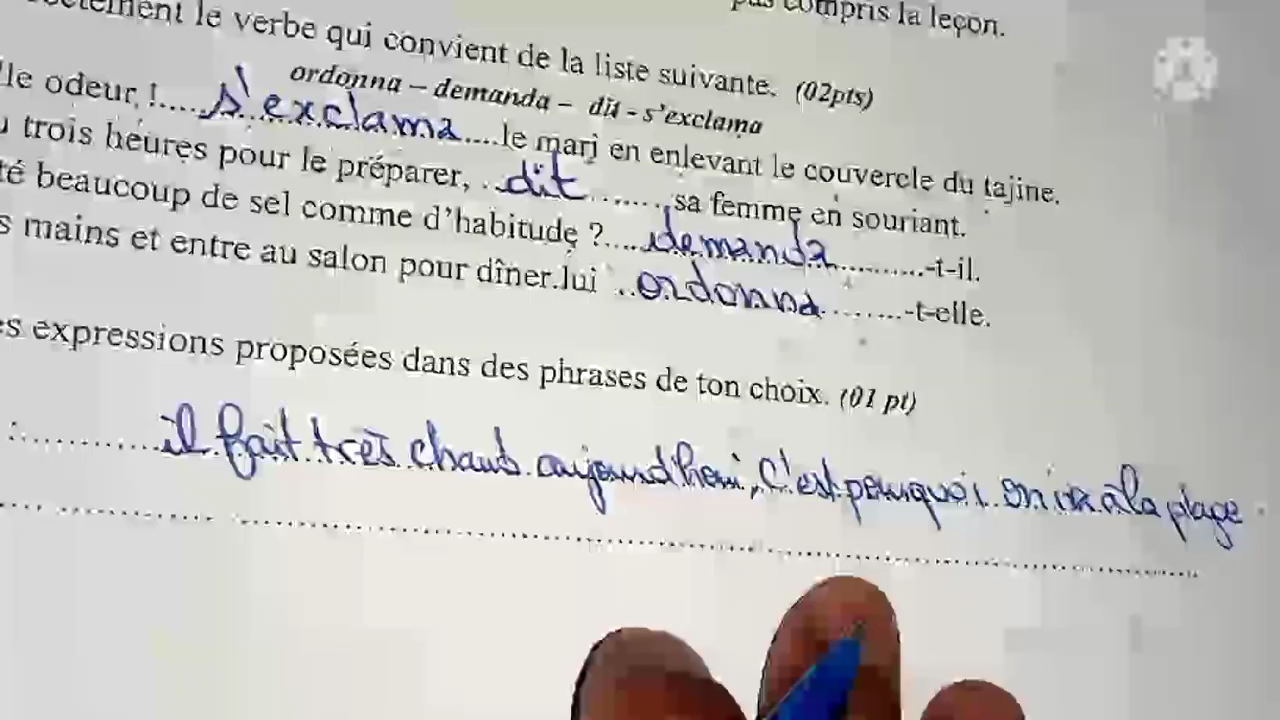 pas compris la leçon.
ectement le verbe qui convient de la liste suivante. (02pts)
ordonna – demanda – dit - s'exclama
lle odeur !.....s'exclama....le mari en enlevant le couvercle du tajine.
u trois heures pour le préparer, ..dit.......,sa femme en souriant.
té beaucoup de sel comme d'habitude ?....demanda..........-t-il.
s mains et entre au salon pour dîner.lui ..ordonna........-t-elle.
es expressions proposées dans des phrases de ton choix. (01 pt)
:............il fait très chaud aujourd'hui, c'est pourquoi on ira à la plage.